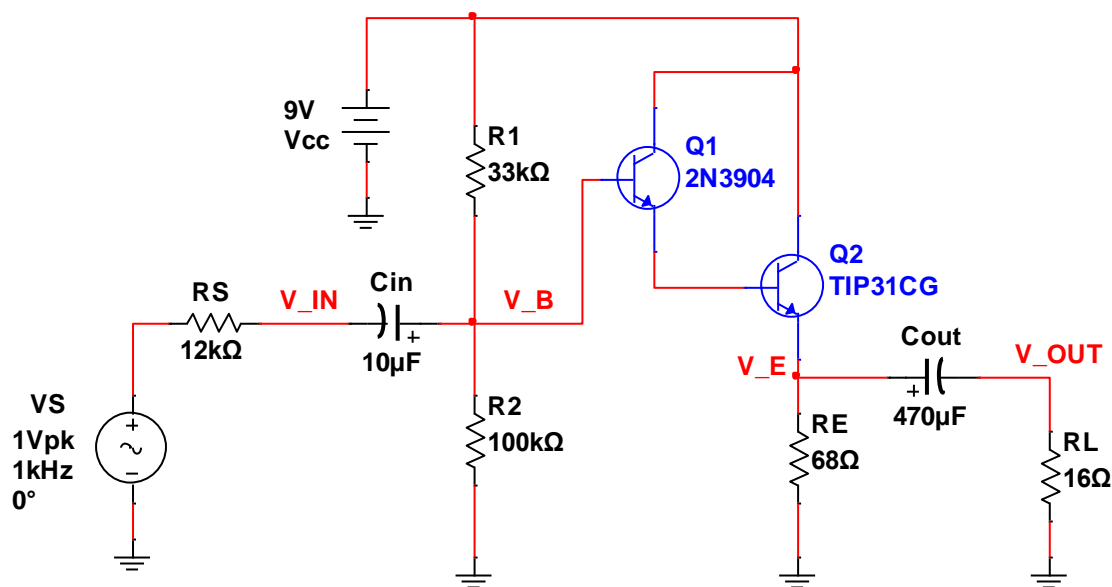 9V
Vcc
R1
33kΩ
Q1
2N3904
Q2
TIP31CG
RS
12kΩ
V_IN
Cin
+
10µF
V_B
V_E
Cout
+
470µF
V_OUT
VS
1Vpk
1kHz
0°
+
R2
100kΩ
RE
68Ω
RL
16Ω